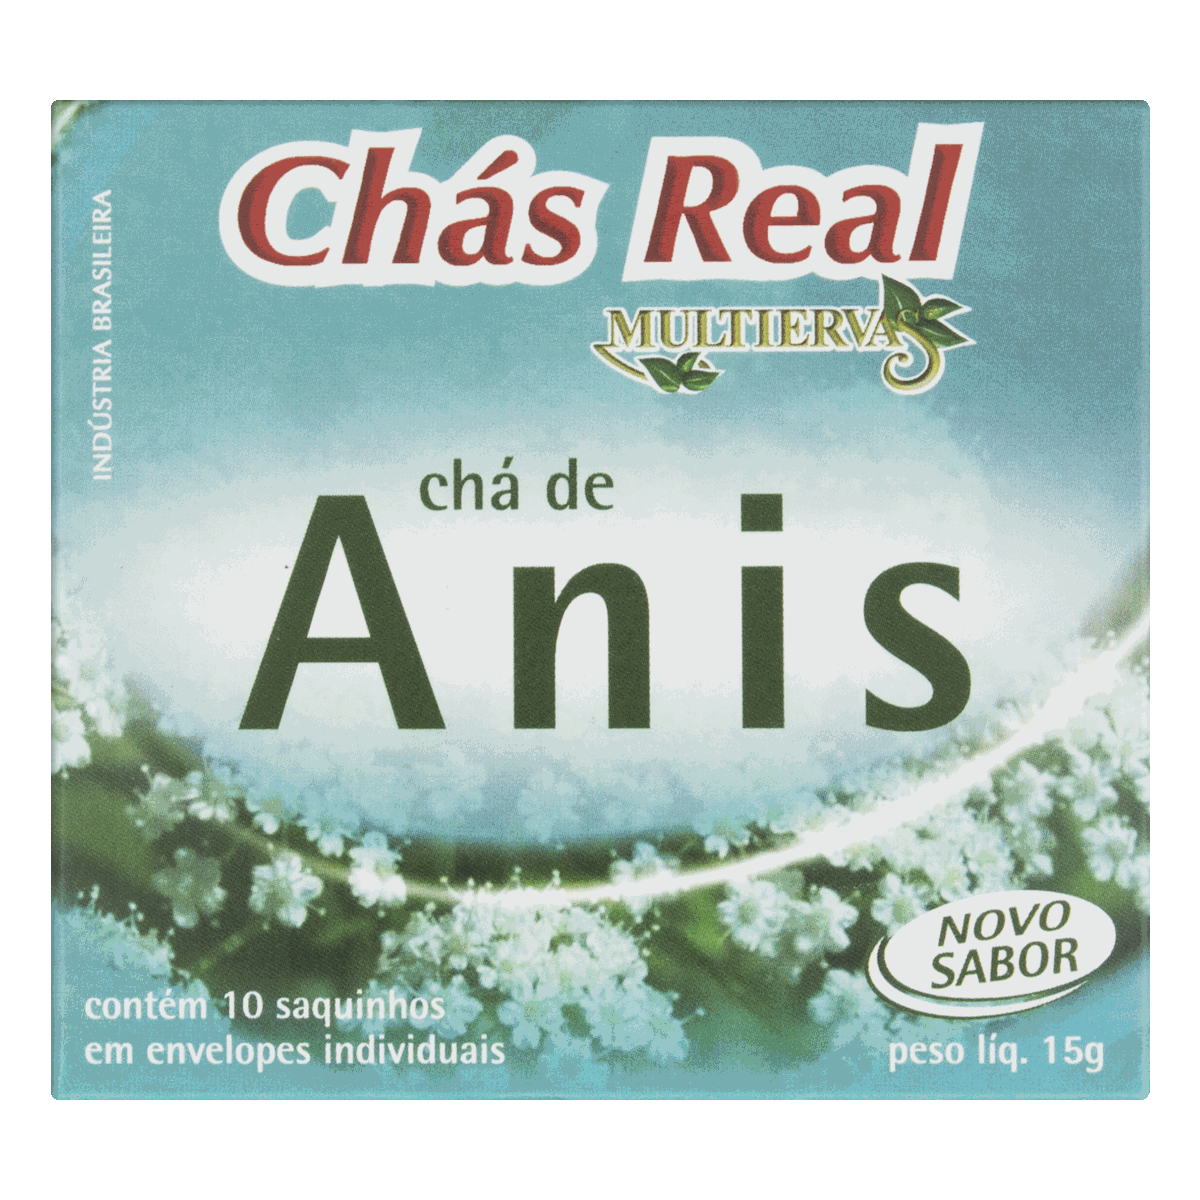 INDÚSTRIA BRASILEIRA
Chás Real
MULTIERVAS
chá de
Anis
NOVO
SABOR
contém 10 saquinhos
em envelopes individuais
peso líq. 15g